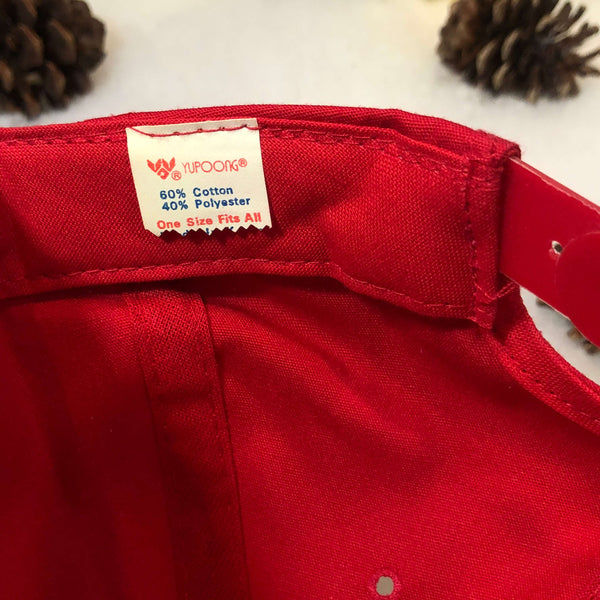 ® YUPOONG®
60% Cotton
40% Polyester
One Size Fits All